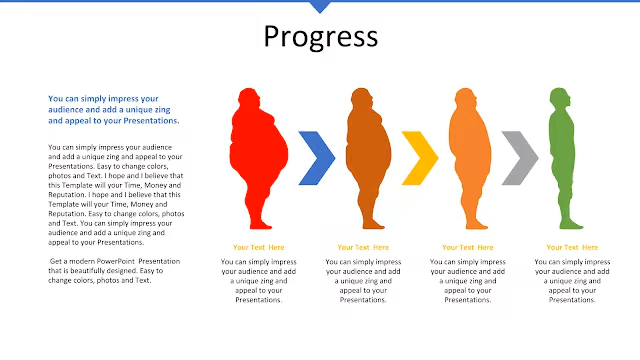 Progress
You can simply impress your
audience and add a unique zing
and appeal to your Presentations.
You can simply impress your audience
and add a unique zing and appeal to your
Presentations. Easy to change colors,
photos and Text. I hope and I believe that
this Template will your Time, Money and
Reputation. I hope and I believe that this
Template will your Time, Money and
Reputation. Easy to change colors, photos
and Text. You can simply impress your
audience and add a unique zing and
appeal to your Presentations.
Get a modern PowerPoint Presentation
that is beautifully designed. Easy to
change colors, photos and Text.
Your Text Here
You can simply impress
your audience and add
a unique zing and
appeal to your
Presentations.
Your Text Here
You can simply impress
your audience and add
a unique zing and
appeal to your
Presentations.
Your Text Here
You can simply impress
your audience and add
a unique zing and
appeal to your
Presentations.
Your Text Here
You can simply impress
your audience and add
a unique zing and
appeal to your
Presentations.